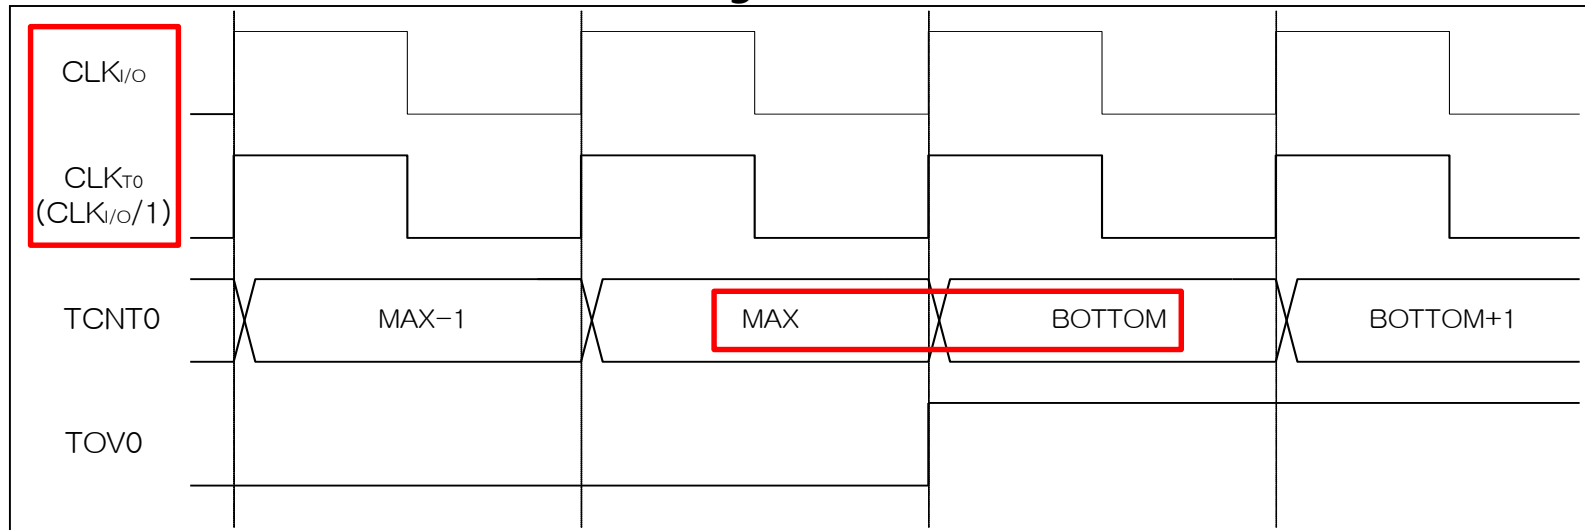 CLKI/O
CLKT0
(CLKI/O/1)
TCNT0
MAX-1
MAX
BOTTOM
BOTTOM+1
TOV0